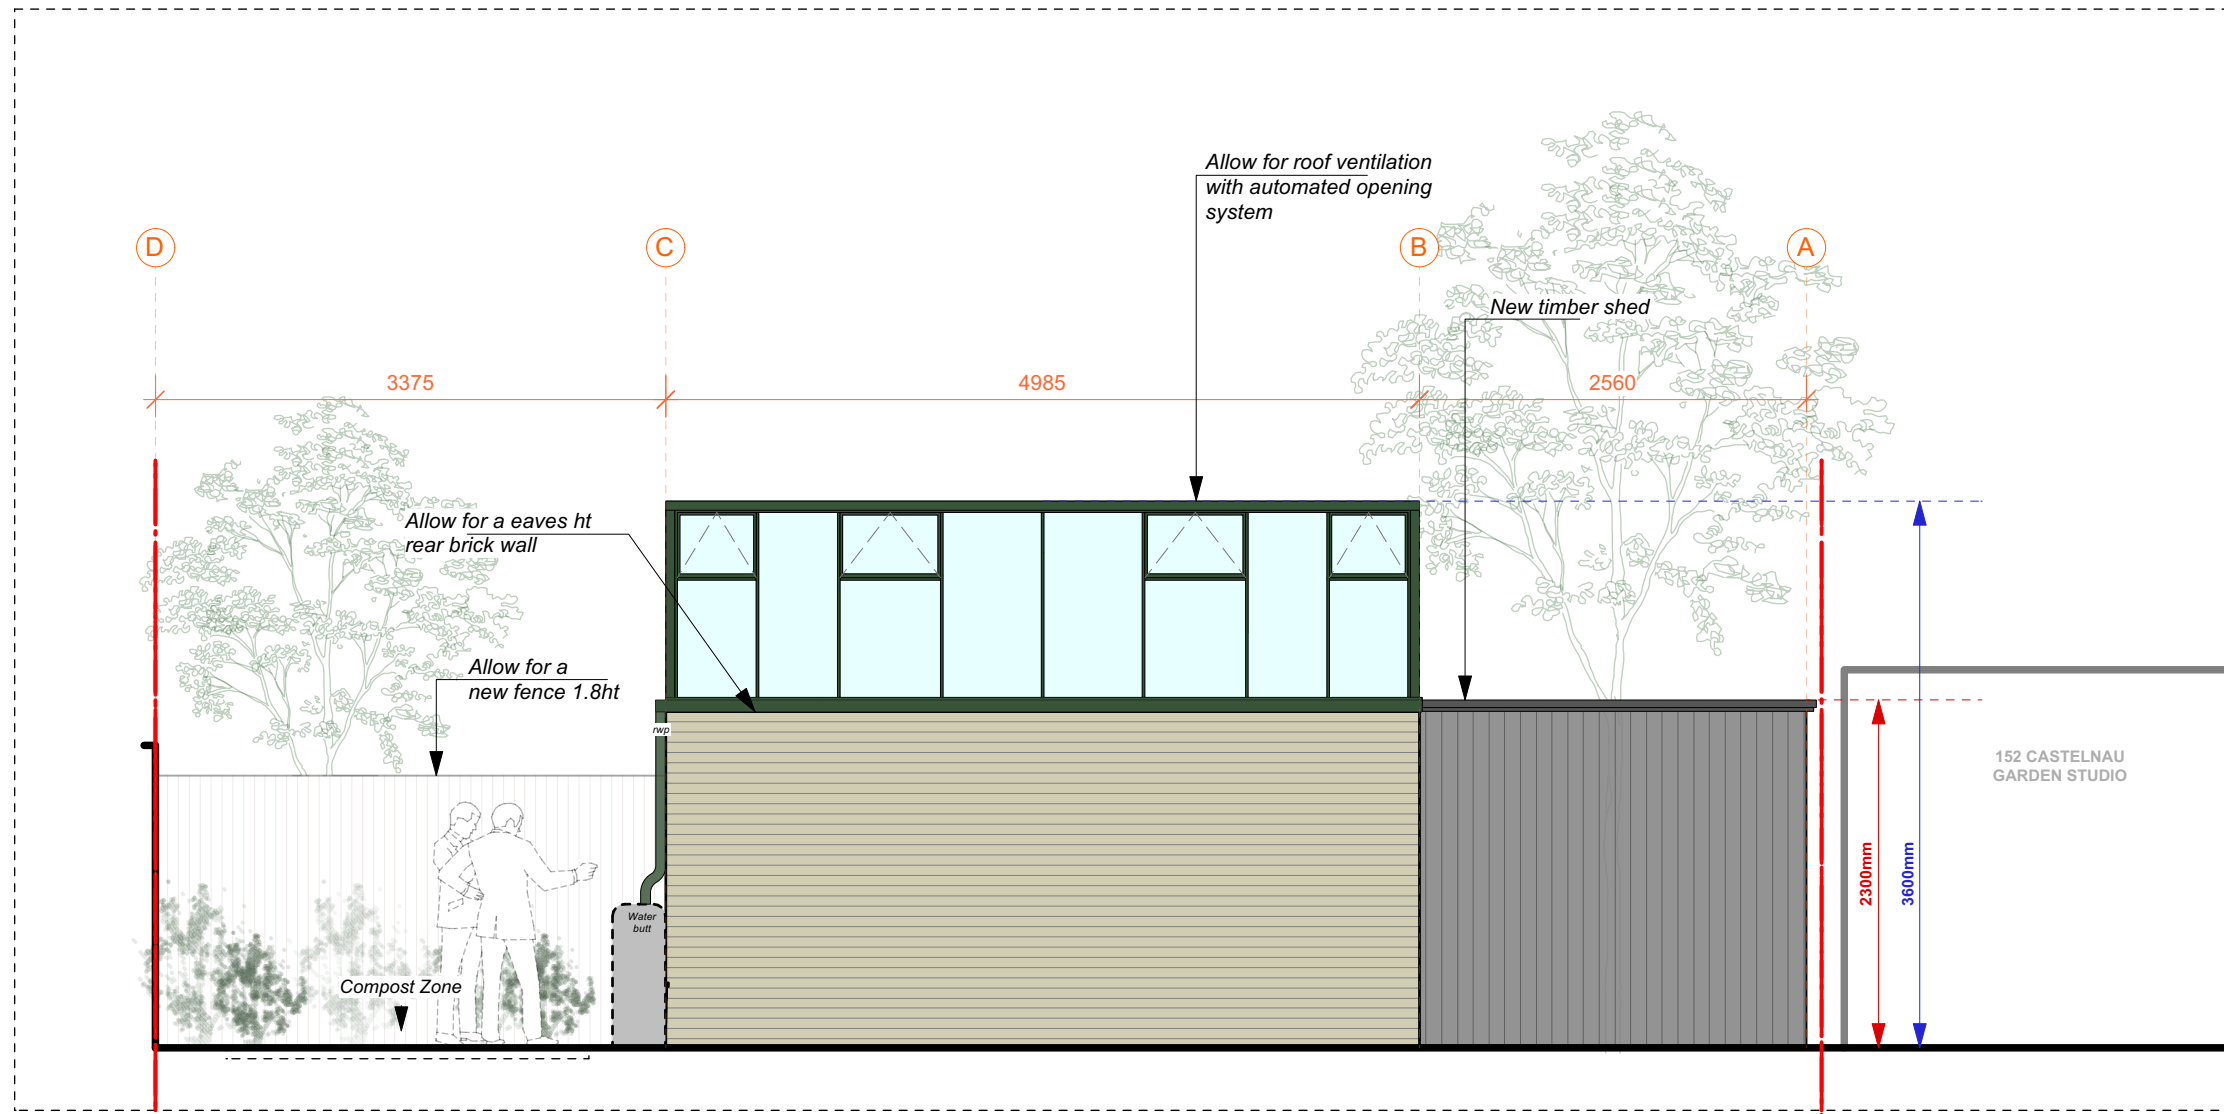 Allow for roof ventilation
with automated opening
system
D
C
B
A
New timber shed
3375
4985
2560
Allow for a eaves ht
rear brick wall
Allow for a
new fence 1.8ht
rwp
152 CASTELNAU
GARDEN STUDIO
2300mm
3600mm
Water
butt
Compost Zone